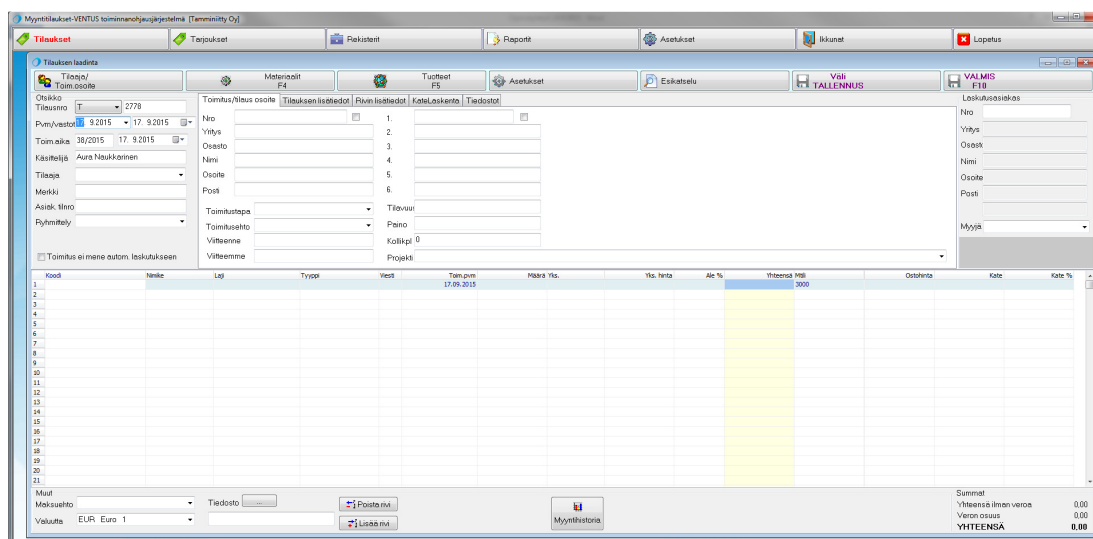 Myyntitilaukset-VENTUS toiminnanohjausjärjestelmä [Tamminiitty Oy]
Tilaukset Tarjoukset Rekisterit Raportit Asetukset Ikkunat Lopetus
Tilauksen laadinta
Tilaaja/ Toim.osoite Materiaalit F4 Tuotteet F5 Asetukset Esikatselu Väli TALLENNUS VALMIS F10
Otsikko Toimitus/tilaus osoite Tilauksen lisätiedot Rivin lisätiedot KateLaskenta Tiedostot Laskutusasiakas
Tilausnro T 2778 Nro 1. Nro
Pvm/vastot 17. 9.2015 17. 9.2015 Yritys 2. Yritys
Toim.aika 38/2015 17. 9.2015 Osasto 3. Osasto
Käsittelijä Aura Naukkarinen Nimi 4. Nimi
Tilaaja Osoite 5. Osoite
Merkki Posti 6. Posti
Asiak.tilnro Toimitustapa Tilavuus
Ryhmittely Toimitusehto Paino Myyjä
Viitteenne Kollikpl 0
Toimitus ei mene autom. laskutukseen Viitteemme Projekti
Koodi Nimike Laji Tyyppi Viesti Toim.pvm Määrä Yks. Yks. hinta Ale % Yhteensä Mtili Ostohinta Kate Kate %
1 17.09.2015 3000
2
3
4
5
6
7
8
9
10
11
12
13
14
15
16
17
18
19
20
21
Muut Summat
Maksuehto Tiedosto ... Poista rivi Myyntihistoria Yhteensä ilman veroa 0,00
Valuutta EUR Euro 1 Lisää rivi Veron osuus 0,00
YHTEENSÄ 0,00